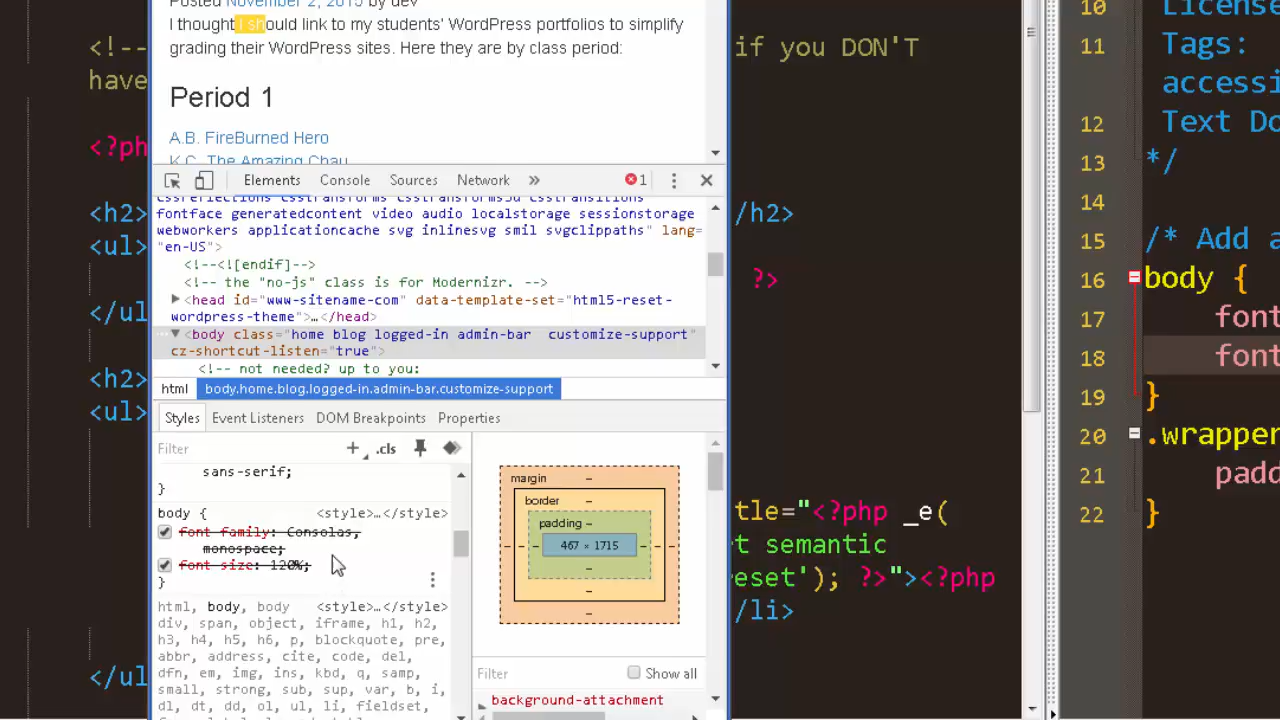 Posted November 2, 2015 by dev
I thought I should link to my students' WordPress portfolios to simplify
grading their WordPress sites. Here they are by class period:
Period 1
A.B. FireBurned Hero
K.C. The Amazing Chau
Elements Console Sources Network » 1
cssreflections csstransforms csstransforms3d csstransitions
fontface generatedcontent video audio localstorage sessionstorage
webworkers applicationcache svg inlinesvg smil svgclippaths" lang=
"en-US">
<!--<![endif]-->
<!-- the "no-js" class is for Modernizr. -->
<head id="www-sitename-com" data-template-set="html5-reset-
wordpress-theme">…</head>
<body class="home blog logged-in admin-bar customize-support"
cz-shortcut-listen="true">
<!-- not needed? up to you:
html body.home.blog.logged-in.admin-bar.customize-support
Styles Event Listeners DOM Breakpoints Properties
Filter .cls
sans-serif;
}
body { <style>…</style>
font-family:
monospace;
font-size: 120%;
}
html, body, body <style>…</style>
div, span, object, iframe, h1, h2,
h3, h4, h5, h6, p, blockquote, pre
abbr, address, cite, code, del,
dfn, em, img, ins, kbd, q, samp,
small, strong, sub, sup, var, b, i,
dl, dt, dd, ol, ul, li, fieldset,
margin
border
padding
467 × 1715
Filter Show all
background-attachment
<!--
have
<?ph
<h2>
<ul>
</ul
<h2>
<ul>
</ul
if you DON'T
/h2>
?>
tle="<?php _e(
rt semantic
reset'); ?>"><?php
/li>
10 License
11 Tags:
accessi
12 Text Do
13 */
14
15 /* Add a
16 body {
17 font
18 font
19 }
20 .wrapper
21 padd
22 }